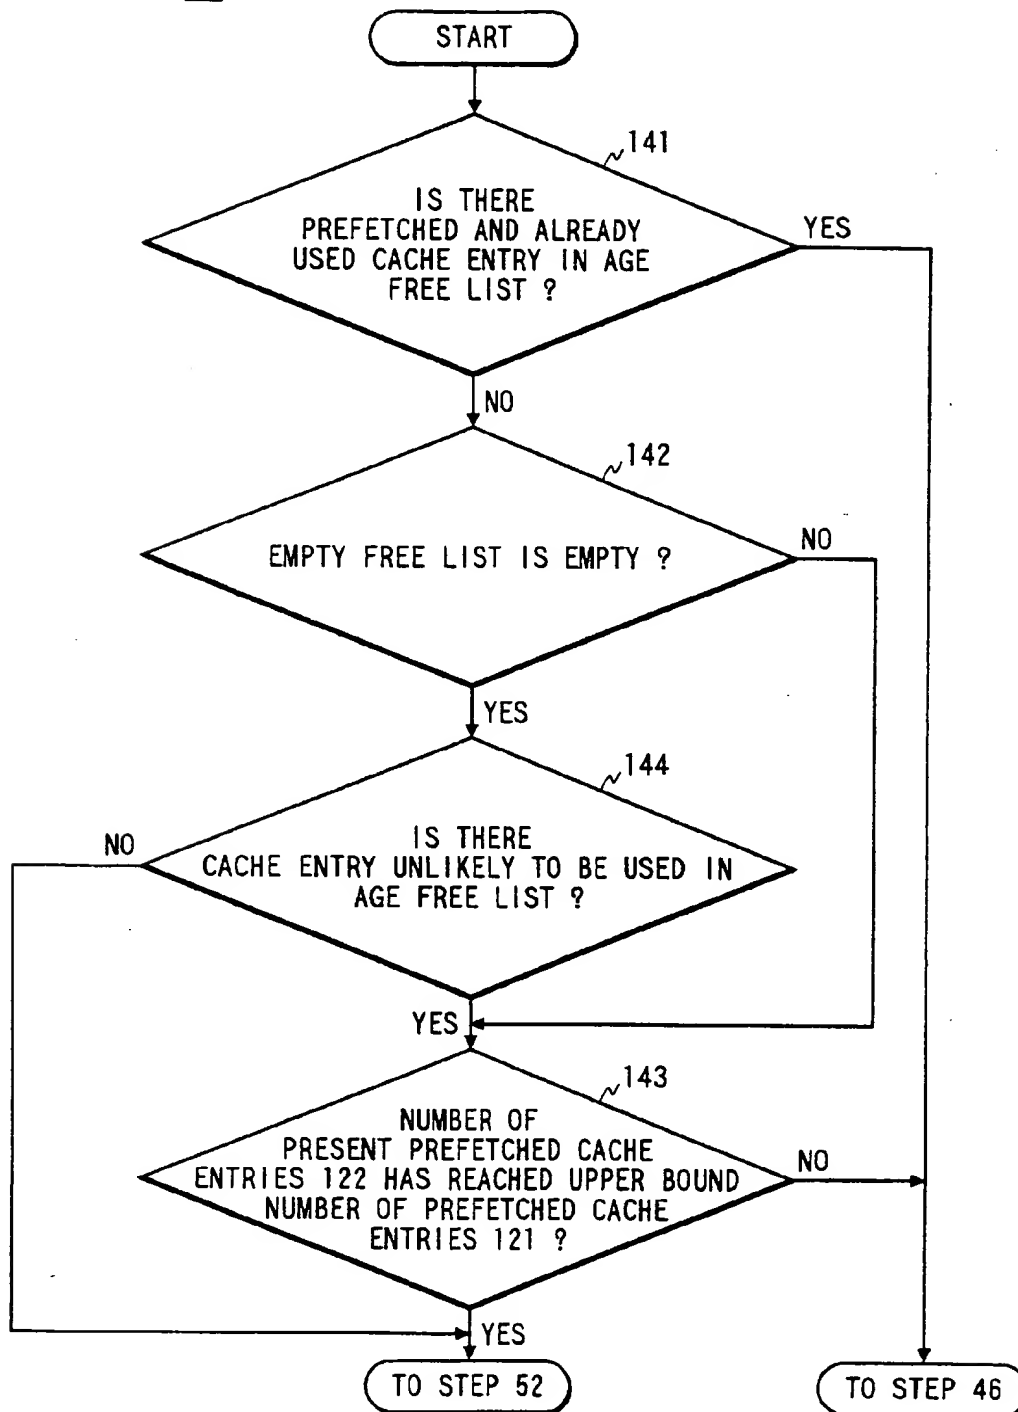 START
141
IS THERE
PREFETCHED AND ALREADY
USED CACHE ENTRY IN AGE
FREE LIST ?
YES
NO
142
EMPTY FREE LIST IS EMPTY ?
NO
YES
144
IS THERE
CACHE ENTRY UNLIKELY TO BE USED IN
AGE FREE LIST ?
NO
YES
143
NUMBER OF
PRESENT PREFETCHED CACHE
ENTRIES 122 HAS REACHED UPPER BOUND
NUMBER OF PREFETCHED CACHE
ENTRIES 121 ?
NO
YES
TO STEP 52
TO STEP 46